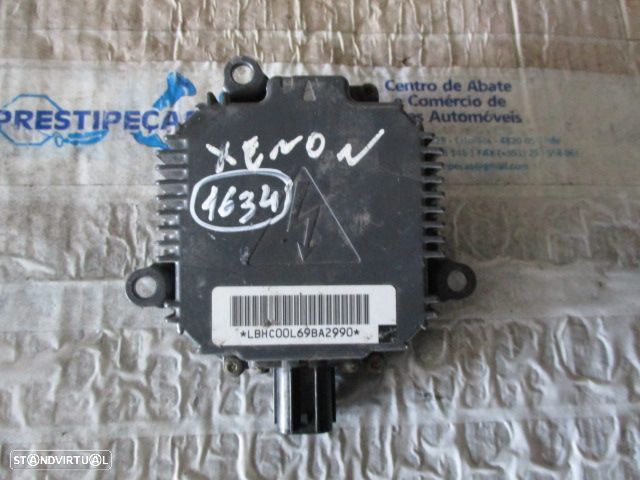 PRESTIPEÇAS
Centro de Abate
e Comércio de
Automóveis
XENON
1634
*LBHC00L69BA2990*
STANDVIRTUAL